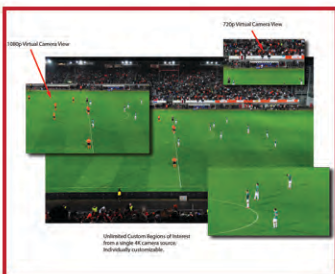 720p Virtual Camera View
1080p Virtual Camera View
Unlimited Custom Regions of Interest
from a single 4K camera source.
Individually customizable.